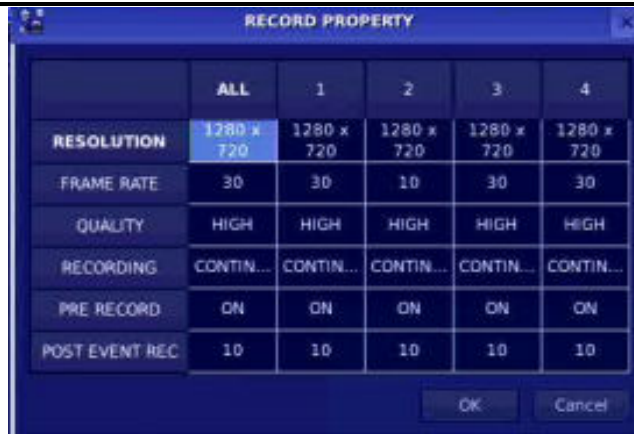 RECORD PROPERTY
ALL 1 2 3 4
RESOLUTION 1280 x 720 1280 x 720 1280 x 720 1280 x 720 1280 x 720
FRAME RATE 30 30 10 30 30
QUALITY HIGH HIGH HIGH HIGH HIGH
RECORDING CONTIN... CONTIN... CONTIN... CONTIN... CONTIN...
PRE RECORD ON ON ON ON ON
POST EVENT REC 10 10 10 10 10
OK Cancel